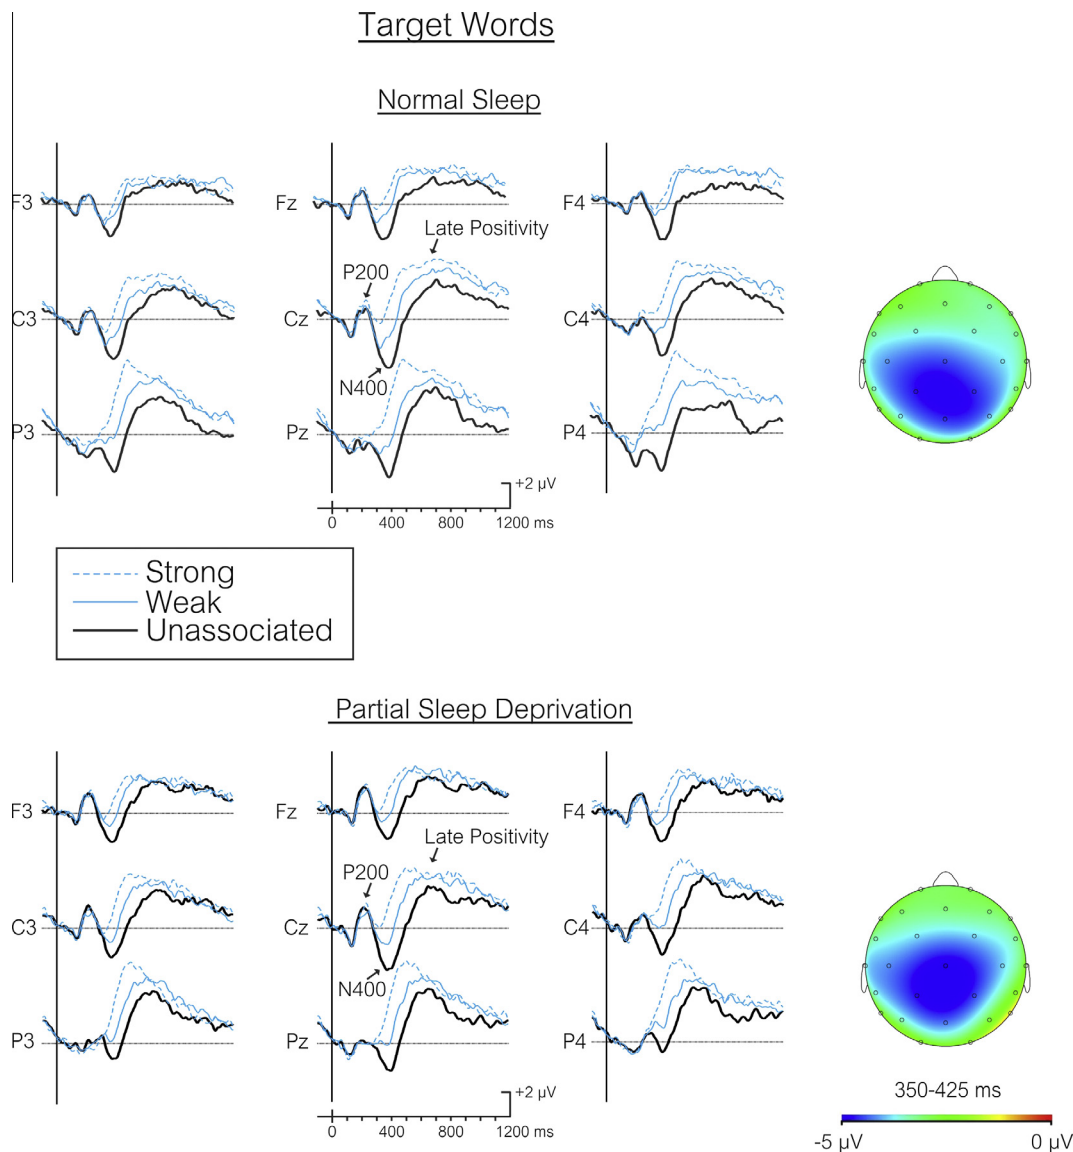 Target Words
Normal Sleep
F3
Fz
F4
Late Positivity
P200
C3
Cz
C4
N400
P3
Pz
P4
+2 µV
0 400 800 1200 ms
Strong
Weak
Unassociated
Partial Sleep Deprivation
F3
Fz
F4
Late Positivity
P200
C3
Cz
C4
N400
P3
Pz
P4
350-425 ms
+2 µV
0 400 800 1200 ms
-5 µV 0 µV